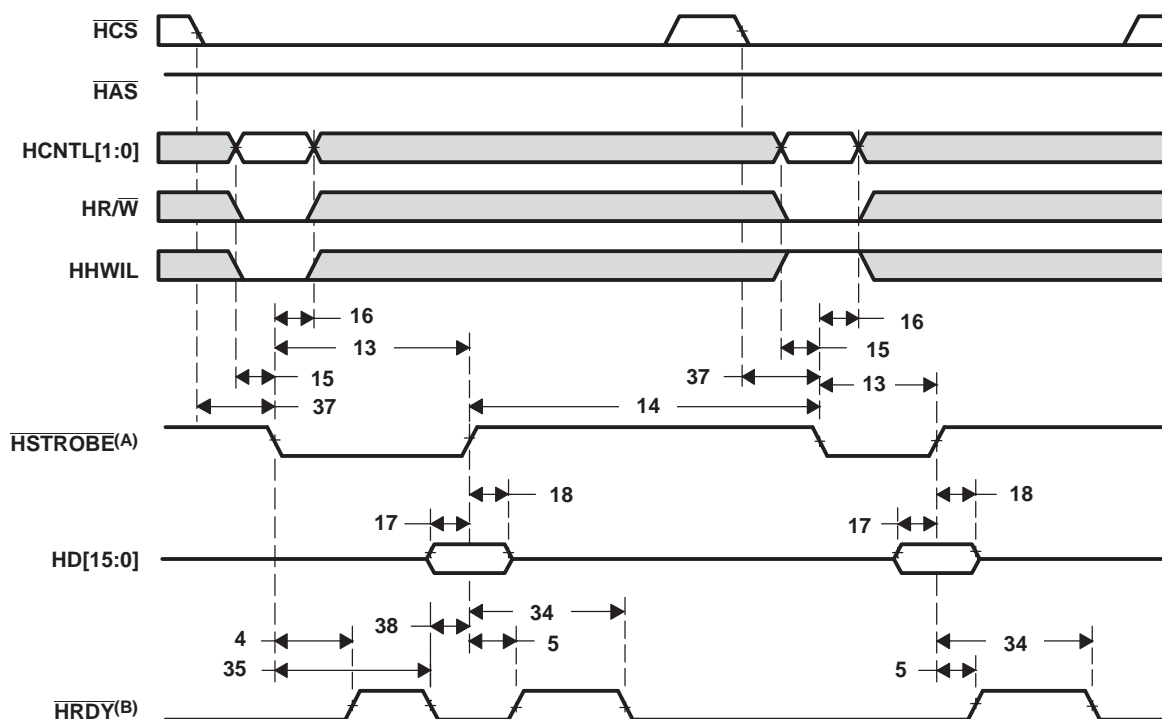 HCS
HAS
HCNTL[1:0]
HR/W
HHWIL
16
16
13
15
15
37
13
37
14
HSTROBE(A)
18
18
17
17
HD[15:0]
34
38
4
5
34
35
5
HRDY(B)